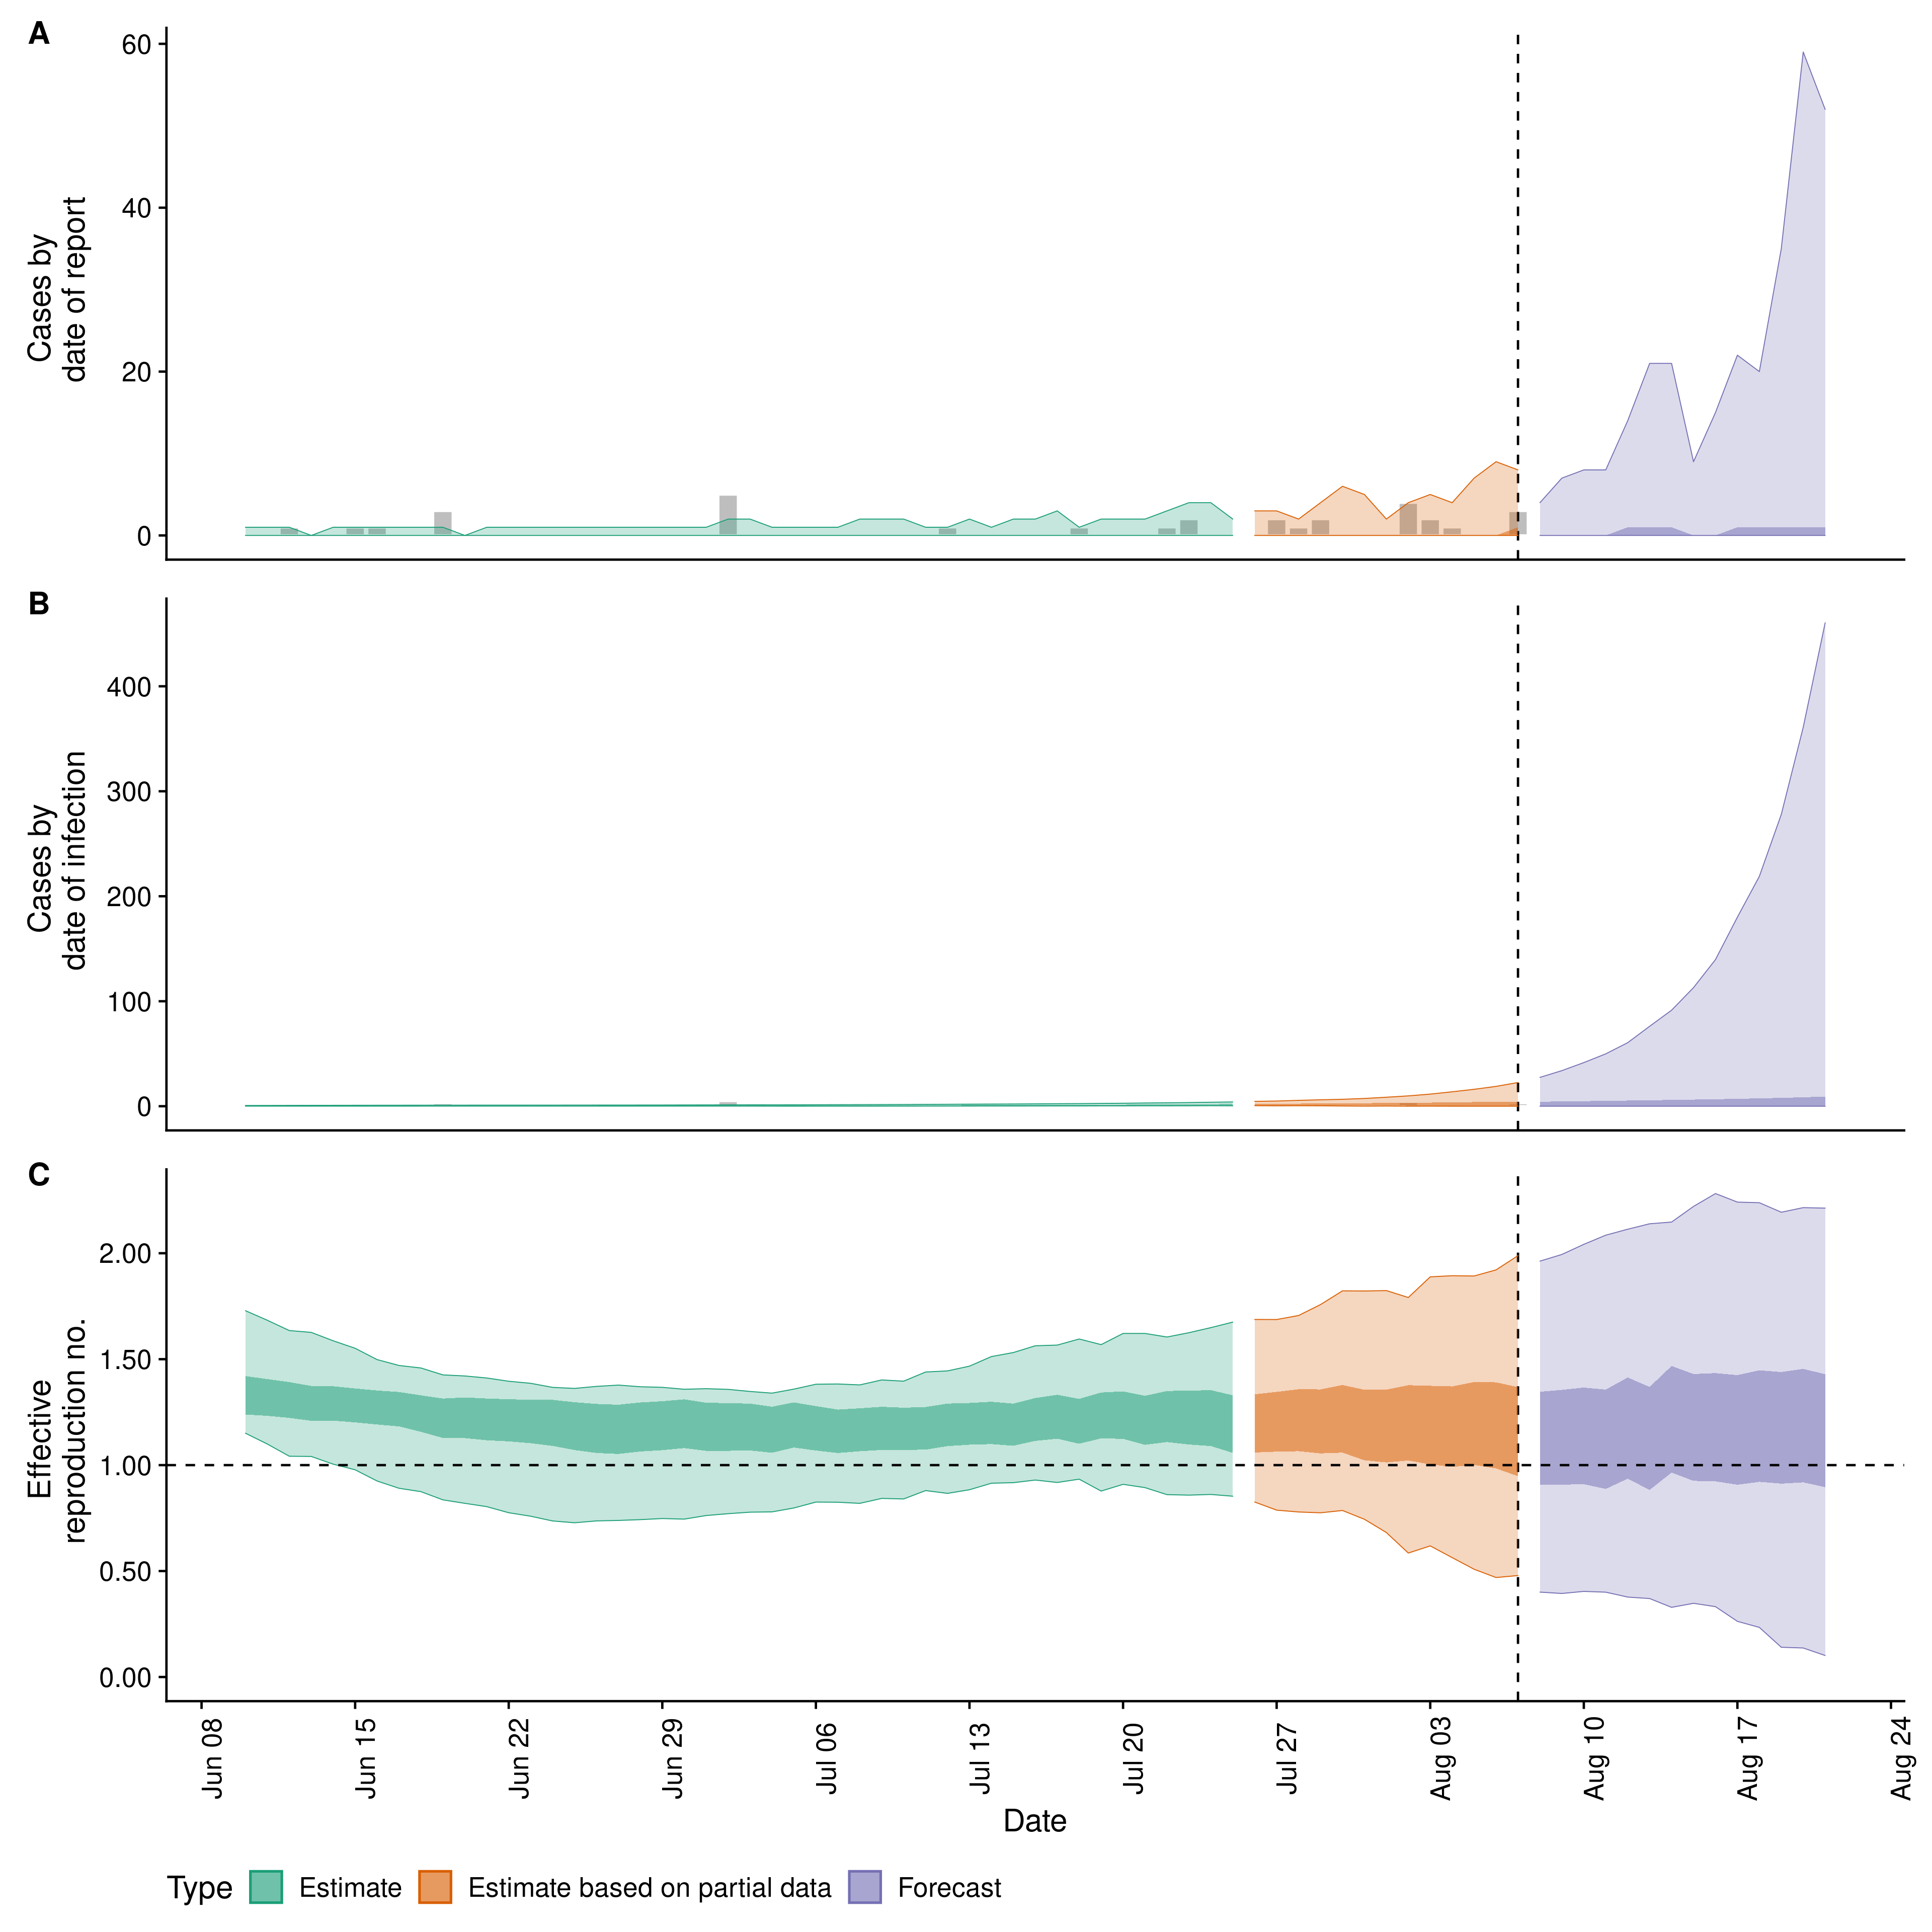 A
60
40
20
0
Cases by
date of report
B
400
300
200
100
0
Cases by
date of infection
C
2.00
1.50
1.00
0.50
0.00
Effective
reproduction no.
Jun 08
Jun 15
Jun 22
Jun 29
Jul 06
Jul 13
Jul 20
Jul 27
Aug 03
Aug 10
Aug 17
Aug 24
Date
Type Estimate Estimate based on partial data Forecast